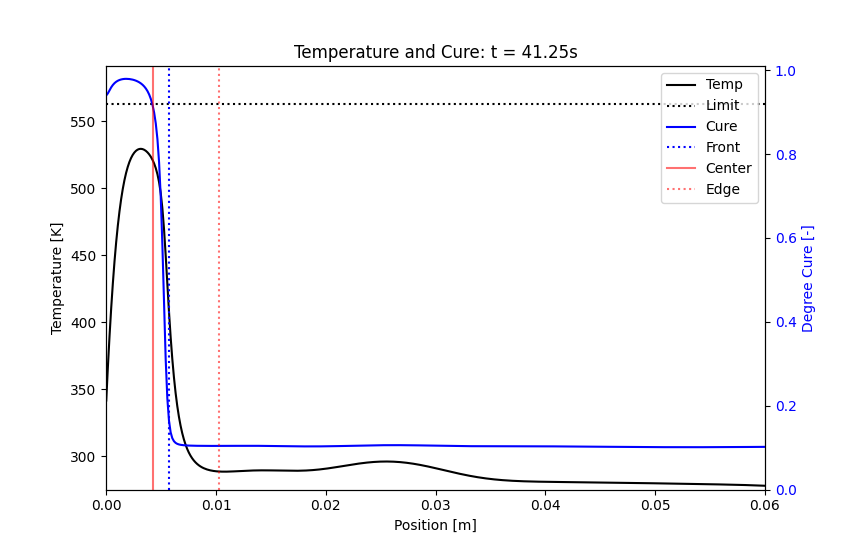 Temperature and Cure: t = 41.25s
Temperature [K]
550
500
450
400
350
300
0.00
0.01
0.02
0.03
0.04
0.05
0.06
Position [m]
1.0
0.8
0.6
0.4
0.2
0.0
Degree Cure [-]
Temp
Limit
Cure
Front
Center
Edge